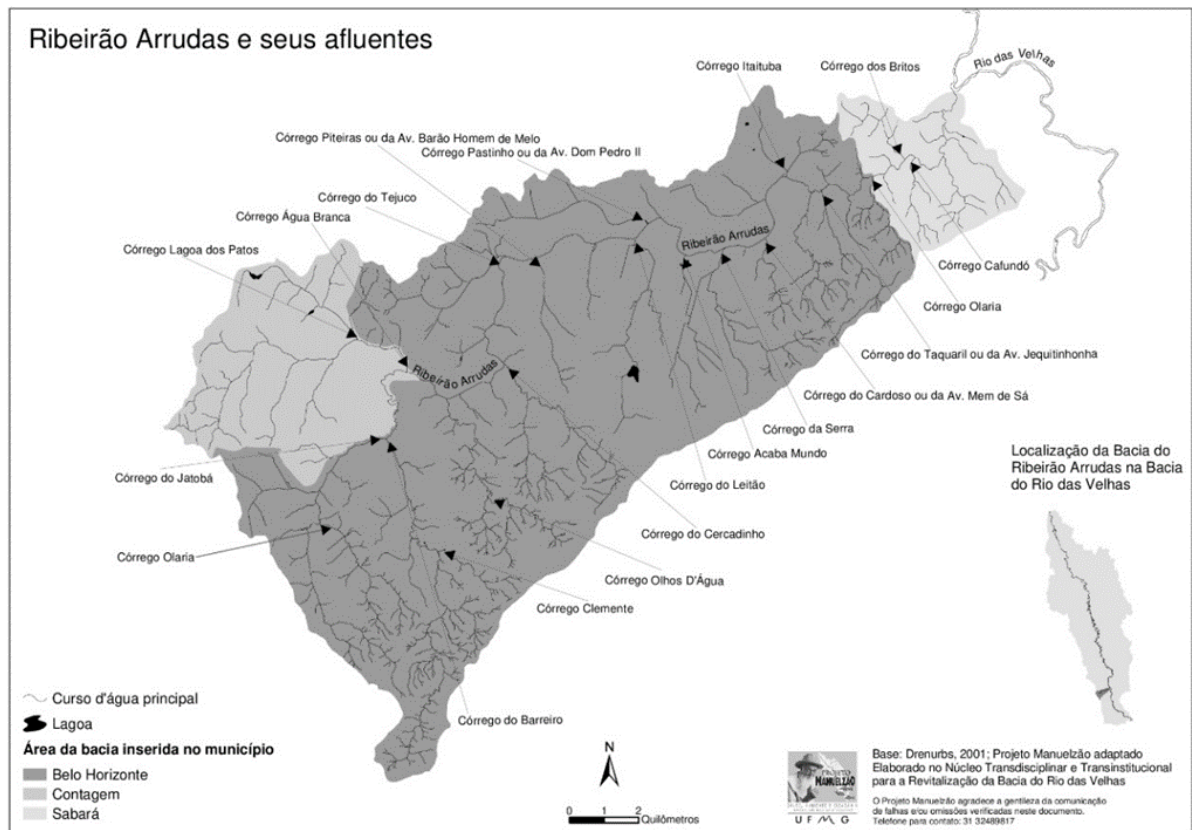 Ribeirão Arrudas e seus afluentes
Rio das Velhas
Córrego Itaituba
Córrego dos Britos
Córrego Piteiras ou da Av. Barão Homem de Melo
Córrego Pastinho ou da Av. Dom Pedro II
Córrego do Tejuco
Córrego Água Branca
Córrego Lagoa dos Patos
Ribeirão Arrudas
Ribeirão Arrudas
Córrego Cafundó
Córrego Olaria
Córrego do Taquaril ou da Av. Jequitinhonha
Córrego do Cardoso ou da Av. Mem de Sá
Córrego da Serra
Córrego Acaba Mundo
Córrego do Leitão
Córrego do Cercadinho
Córrego Olhos D'Água
Córrego Clemente
Córrego do Barreiro
Córrego do Jatobá
Córrego Olaria
Localização da Bacia do
Ribeirão Arrudas na Bacia
do Rio das Velhas
Curso d'água principal
Lagoa
Área da bacia inserida no município
Belo Horizonte
Contagem
Sabará
N
0 1 2
Quilômetros
PROJETO
MANUELZÃO
UFMG
Base: Drenurbs, 2001; Projeto Manuelzão adaptado
Elaborado no Núcleo Transdisciplinar e Transinstitucional
para a Revitalização da Bacia do Rio das Velhas
O Projeto Manuelzão agradece a gentileza da comunicação
de falhas e/ou omissões verificadas neste documento.
Telefone para contato: 31 32489817